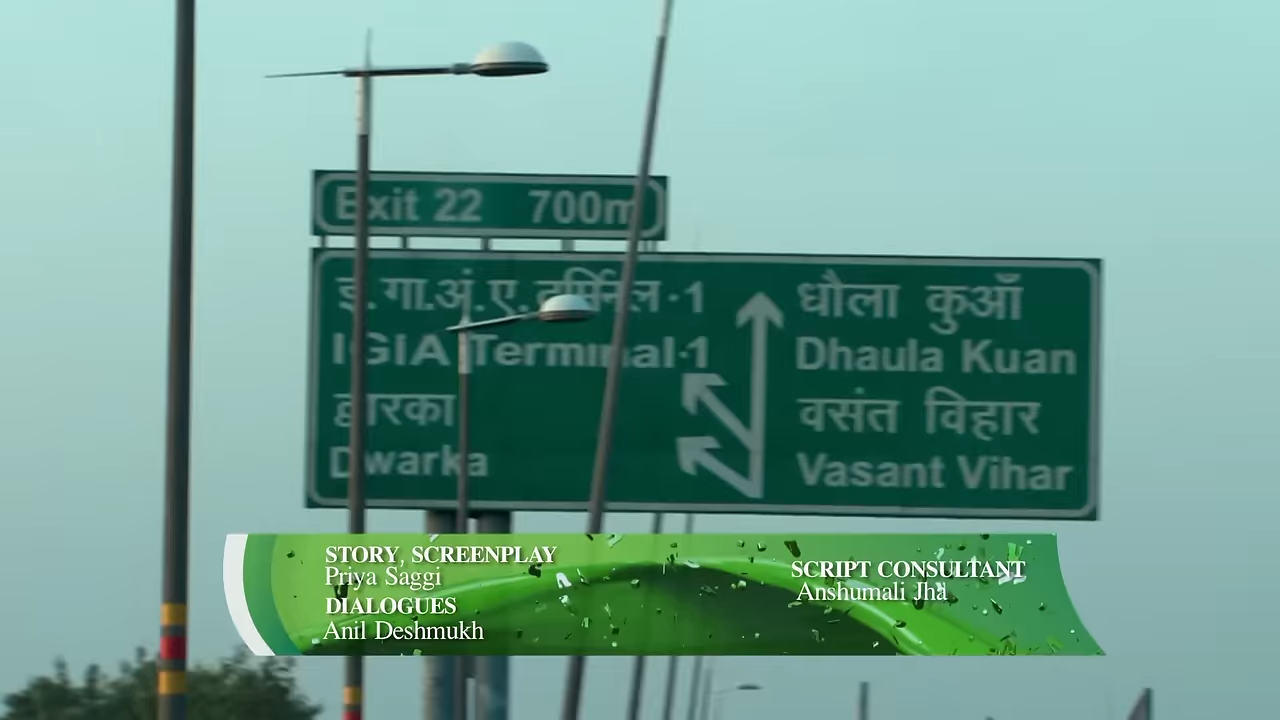 Exit 22 700m
इ.गा.अं.ए. टर्मिनल-1
IGIA Terminal-1
द्वारका
Dwarka
धौला कुआँ
Dhaula Kuan
वसंत विहार
Vasant Vihar
STORY, SCREENPLAY
Priya Saggi
DIALOGUES
Anil Deshmukh
SCRIPT CONSULTANT
Anshumali Jha